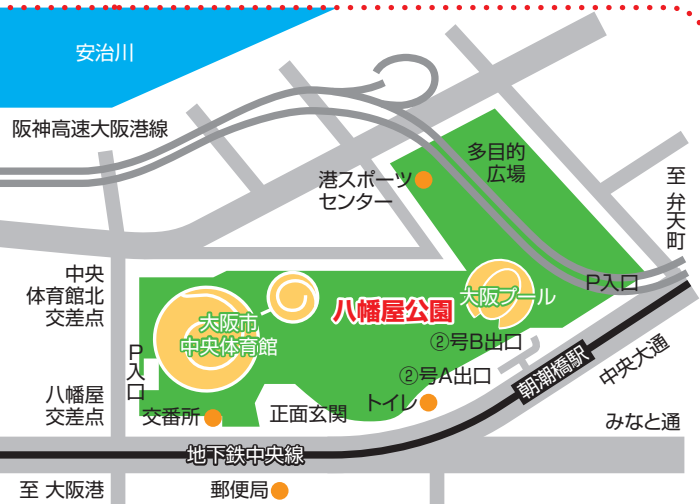 安治川
阪神高速大阪港線
多目的
広場
港スポーツ
センター
至 弁天町
中央
体育館北
交差点
P入口
八幡屋公園
大阪プール
大阪市
中央体育館
②号B出口
P入口
②号A出口
朝潮橋駅
中央大通
八幡屋
交差点
交番所
正面玄関
トイレ
みなと通
地下鉄中央線
至 大阪港
郵便局